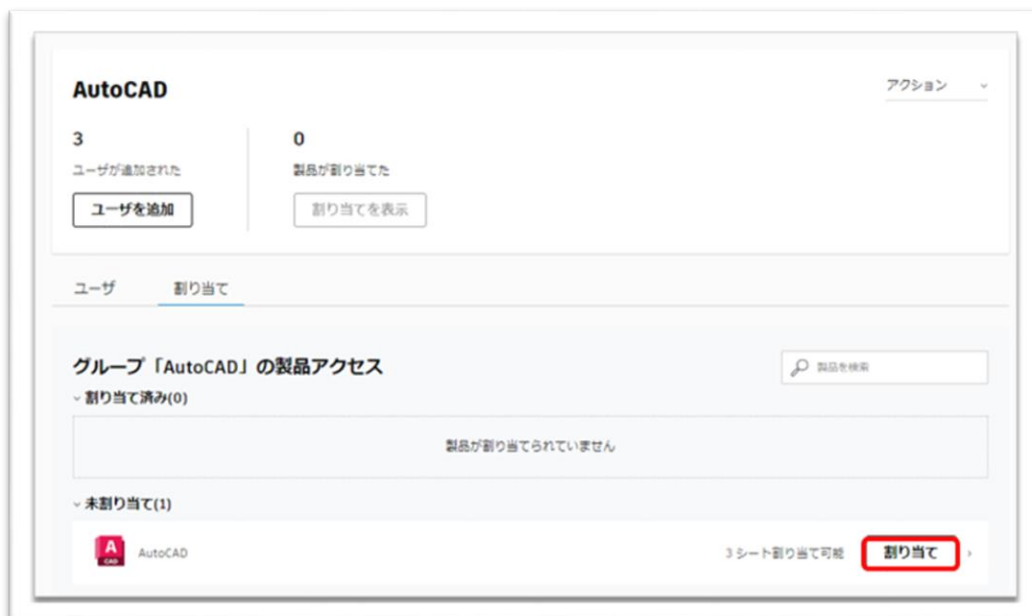 AutoCAD
アクション
3
0
ユーザが追加された
製品が割り当てた
ユーザを追加
割り当てを表示
ユーザ
割り当て
グループ「AutoCAD」の製品アクセス
製品を検索
割り当て済み(0)
製品が割り当てられていません
未割り当て(1)
A
CAD
AutoCAD
3 シート割り当て可能
割り当て